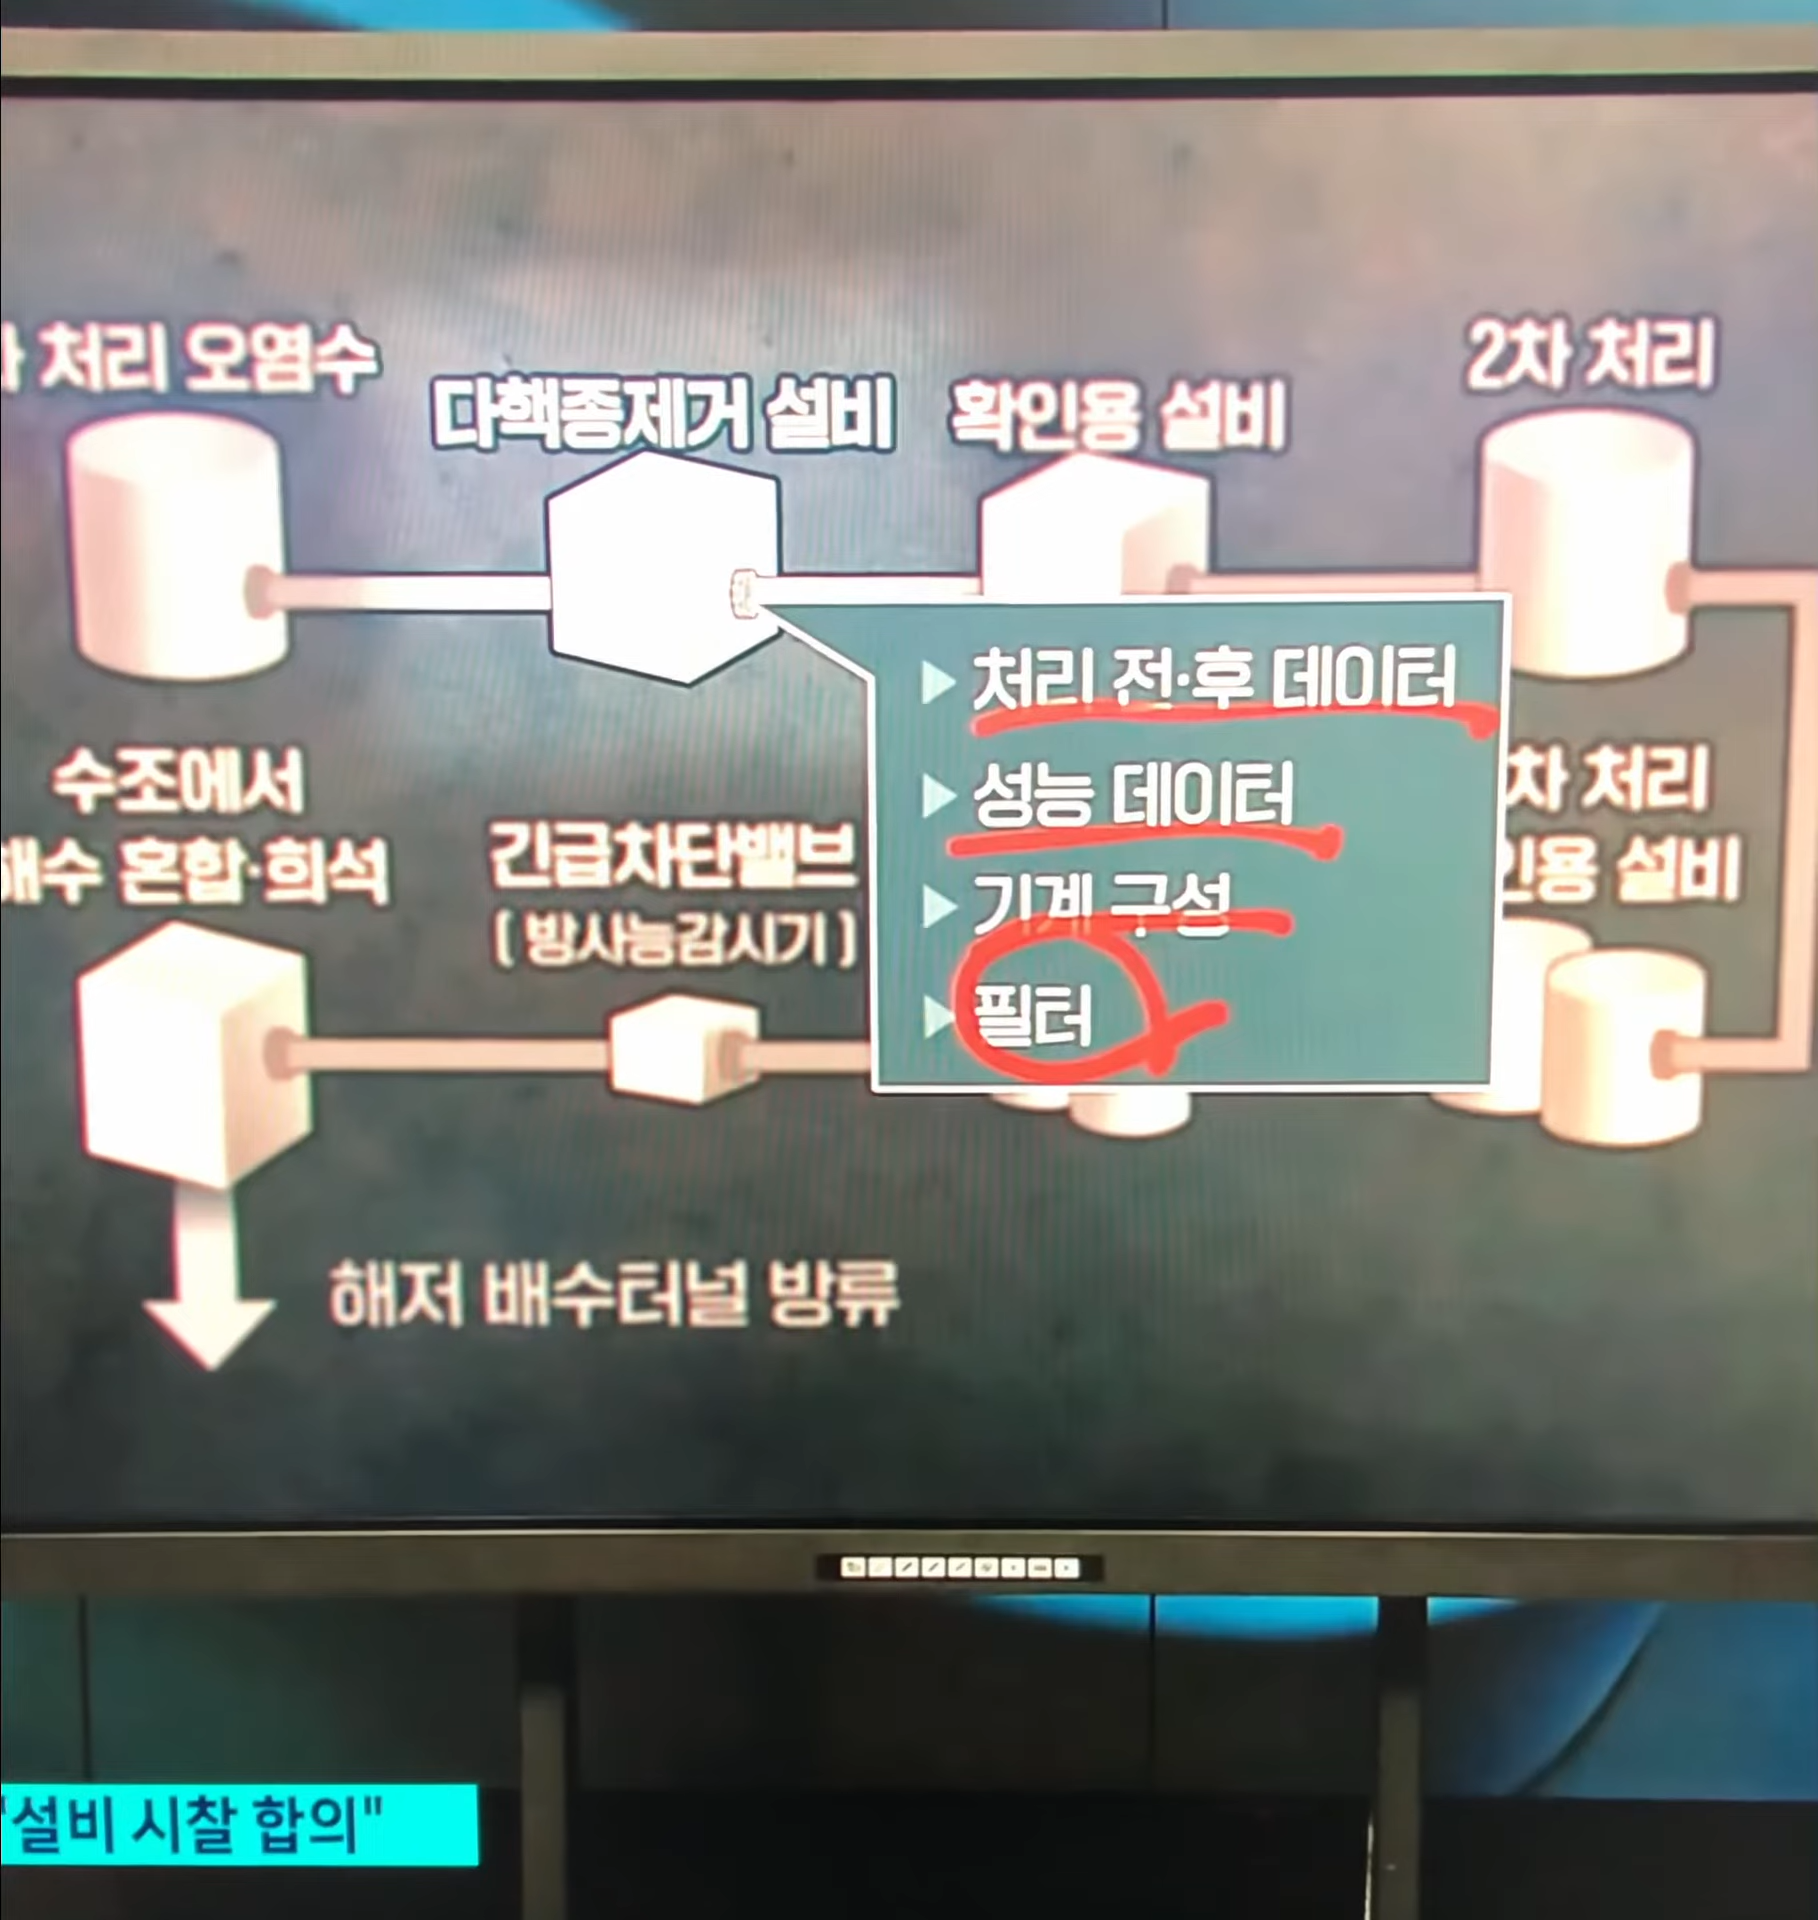 처리 오염수
다핵종제거 설비
확인용 설비
2차 처리
▶ 처리 전·후 데이터
▶ 성능 데이터
▶ 기계 구성
▶ 필터
수조에서
해수 혼합·희석
긴급차단밸브
( 방사능감시기 )
차 처리
인용 설비
해저 배수터널 방류
"설비 시찰 합의"